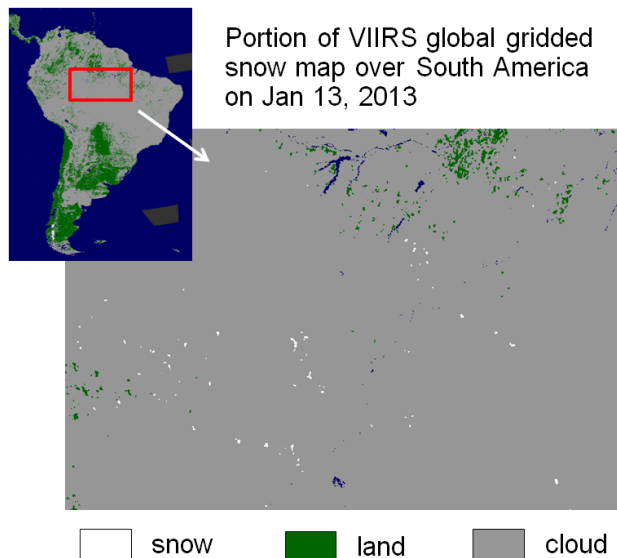 Portion of VIIRS global gridded
snow map over South America
on Jan 13, 2013
snow
land
cloud